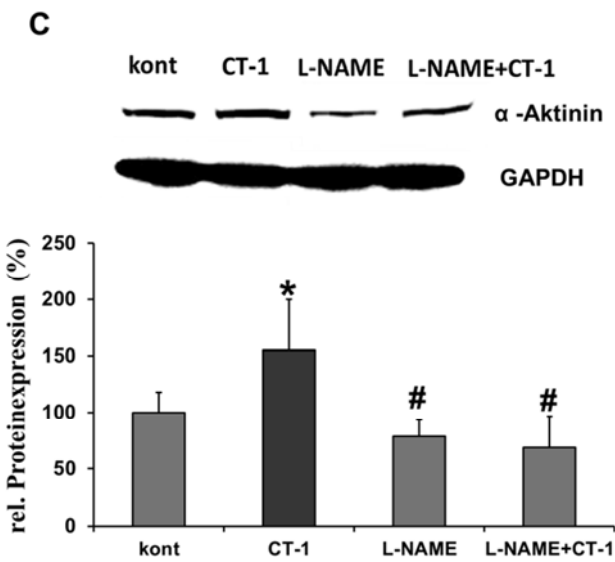 C
kont CT-1 L-NAME L-NAME+CT-1
α -Aktinin
GAPDH
rel. Proteinexpression (%)
250
200
150
100
50
0
*
#
#
kont CT-1 L-NAME L-NAME+CT-1